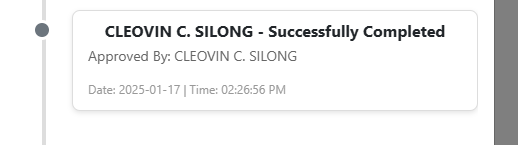 CLEOVIN C. SILONG - Successfully Completed
Approved By: CLEOVIN C. SILONG
Date: 2025-01-17 | Time: 02:26:56 PM